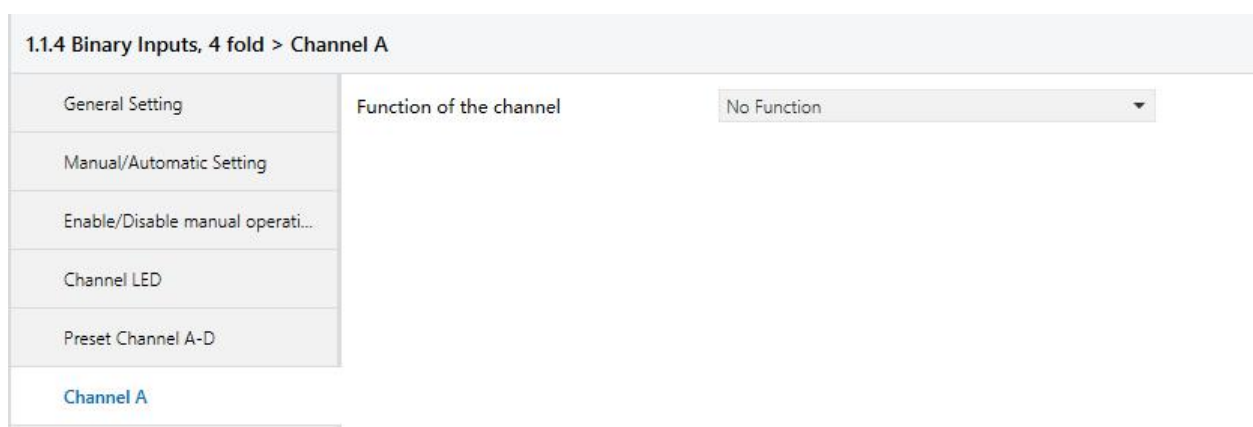 1.1.4 Binary Inputs, 4 fold > Channel A
General Setting
Function of the channel No Function
Manual/Automatic Setting
Enable/Disable manual operati...
Channel LED
Preset Channel A-D
Channel A